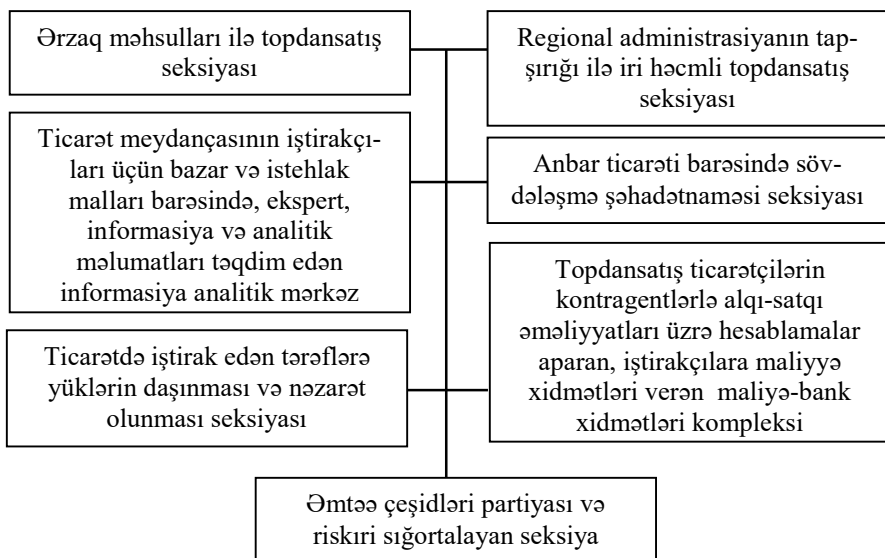 Ərzaq məhsulları ilə topdansatış
seksiyası
Regional administrasiyanın tap-
şırığı ilə iri həcmli topdansatış
seksiyası
Ticarət meydançasının iştirakçı-
ları üçün bazar və istehlak
malları barəsində, ekspert,
informasiya və analitik
məlumatları təqdim edən
informasiya analitik mərkəz
Anbar ticarəti barəsində söv-
dələşmə şəhadətnaməsi seksiyası
Topdansatış ticarətçilərin
kontragentlərlə alqı-satqı
əməliyyatları üzrə hesablamalar
aparan, iştirakçılara maliyyə
xidmətləri verən maliyə-bank
xidmətləri kompleksi
Ticarətdə iştirak edən tərəflərə
yüklərin daşınması və nəzarət
olunması seksiyası
Əmtəə çeşidləri partiyası və
riskıri sığortalayan seksiya